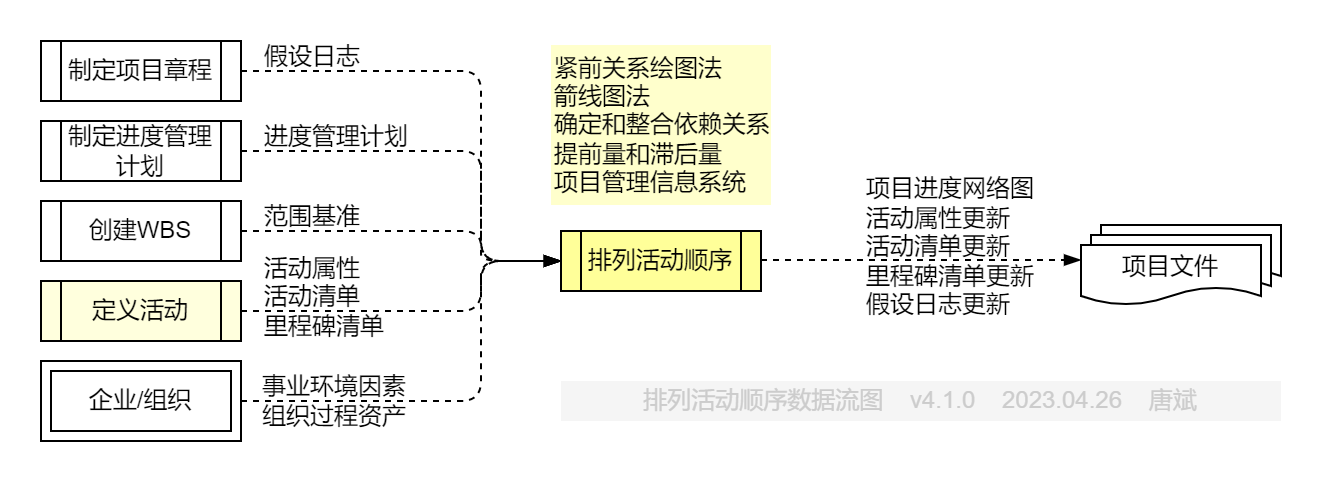 制定项目章程
假设日志
制定进度管理
计划
进度管理计划
创建WBS
范围基准
定义活动
活动属性
活动清单
里程碑清单
企业/组织
事业环境因素
组织过程资产
紧前关系绘图法
箭线图法
确定和整合依赖关系
提前量和滞后量
项目管理信息系统
排列活动顺序
项目进度网络图
活动属性更新
活动清单更新
里程碑清单更新
假设日志更新
项目文件
排列活动顺序数据流图 v4.1.0 2023.04.26 唐斌